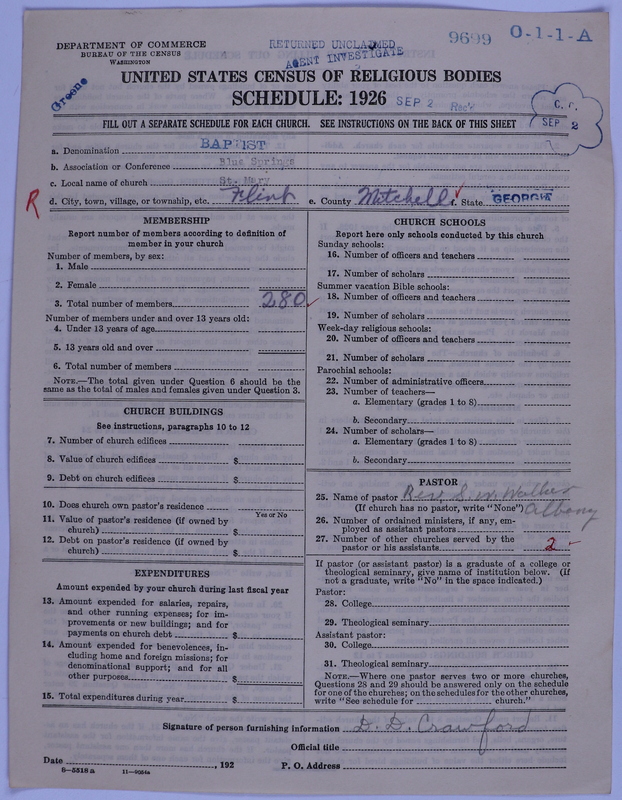 DEPARTMENT OF COMMERCE
BUREAU OF THE CENSUS
WASHINGTON
RETURNED UNCLAIMED
AGENT INVESTIGATE
9699
O-1-1-A
Greene
UNITED STATES CENSUS OF RELIGIOUS BODIES
SCHEDULE: 1926
SEP 2 Rec'd
C. F.
SEP 2
FILL OUT A SEPARATE SCHEDULE FOR EACH CHURCH. SEE INSTRUCTIONS ON THE BACK OF THIS SHEET
a. Denomination BAPTIST
b. Association or Conference Blue Springs
c. Local name of church St. Mary
R
d. City, town, village, or township, etc. Flint e. County Mitchell f. State GEORGIA
MEMBERSHIP
Report number of members according to definition of
member in your church
Number of members, by sex:
1. Male
2. Female
3. Total number of members 280
Number of members under and over 13 years old:
4. Under 13 years of age
5. 13 years old and over
6. Total number of members
NOTE.—The total given under Question 6 should be the
same as the total of males and females given under Question 3.
CHURCH BUILDINGS
See instructions, paragraphs 10 to 12
7. Number of church edifices
8. Value of church edifices $
9. Debt on church edifices $
10. Does church own pastor's residence
Yes or No
11. Value of pastor's residence (if owned by
church) $
12. Debt on pastor's residence (if owned by
church) $
EXPENDITURES
Amount expended by your church during last fiscal year
13. Amount expended for salaries, repairs,
and other running expenses; for im-
provements or new buildings; and for
payments on church debt $
14. Amount expended for benevolences, in-
cluding home and foreign missions; for
denominational support; and for all
other purposes $
15. Total expenditures during year $
CHURCH SCHOOLS
Report here only schools conducted by this church
Sunday schools:
16. Number of officers and teachers
17. Number of scholars
Summer vacation Bible schools:
18. Number of officers and teachers
19. Number of scholars
Week-day religious schools:
20. Number of officers and teachers
21. Number of scholars
Parochial schools:
22. Number of administrative officers
23. Number of teachers—
a. Elementary (grades 1 to 8)
b. Secondary
24. Number of scholars—
a. Elementary (grades 1 to 8)
b. Secondary
PASTOR
25. Name of pastor Rev. S. W. Walker
(If church has no pastor, write "None") Albany
26. Number of ordained ministers, if any, em-
ployed as assistant pastors
27. Number of other churches served by the
pastor or his assistants 2
If pastor (or assistant pastor) is a graduate of a college or
theological seminary, give name of institution below. (If
not a graduate, write "No" in the space indicated.)
Pastor:
28. College
29. Theological seminary
Assistant pastor:
30. College
31. Theological seminary
NOTE.—Where one pastor serves two or more churches,
Questions 28 and 29 should be answered only on the schedule
for one of the churches; on the schedules for the other churches,
write "See schedule for church."
Signature of person furnishing information D. D. Crawford
Official title
Date , 192 P. O. Address
6—5518 a 11—9054a